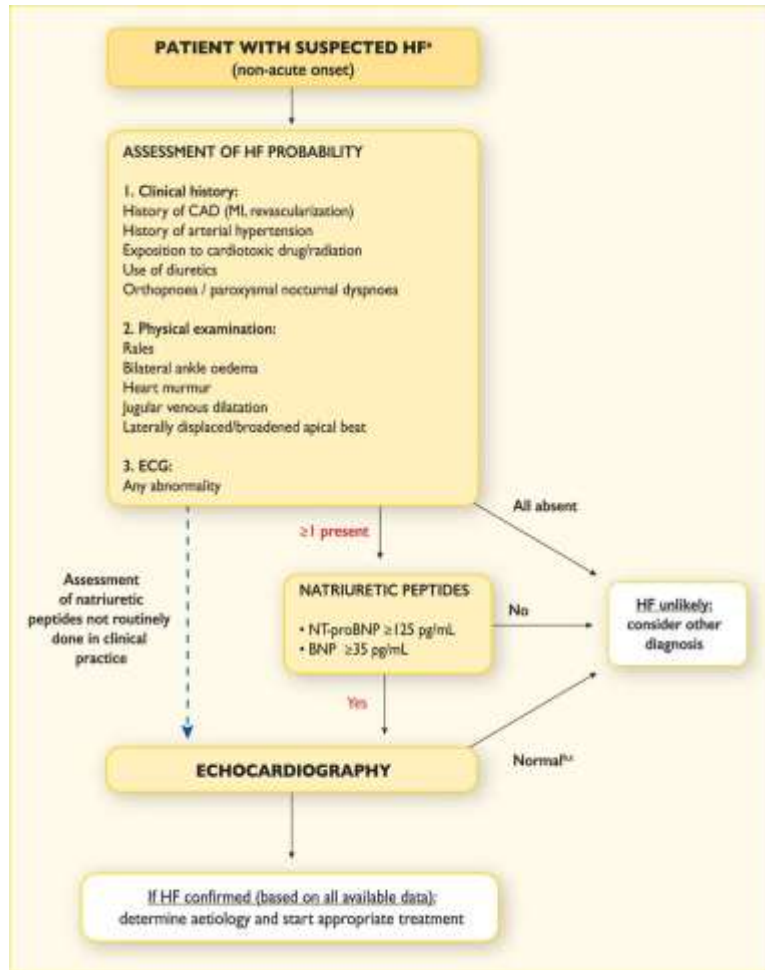 PATIENT WITH SUSPECTED HFᵃ
(non-acute onset)
ASSESSMENT OF HF PROBABILITY
1. Clinical history:
History of CAD (MI, revascularization)
History of arterial hypertension
Exposition to cardiotoxic drug/radiation
Use of diuretics
Orthopnoea / paroxysmal nocturnal dyspnoea
2. Physical examination:
Rales
Bilateral ankle oedema
Heart murmur
Jugular venous dilatation
Laterally displaced/broadened apical beat
3. ECG:
Any abnormality
≥1 present
All absent
Assessment
of natriuretic
peptides not routinely
done in clinical
practice
NATRIURETIC PEPTIDES
• NT-proBNP ≥125 pg/mL
• BNP ≥35 pg/mL
No
HF unlikely:
consider other
diagnosis
Yes
ECHOCARDIOGRAPHY
Normalᵇ,ᶜ
If HF confirmed (based on all available data):
determine aetiology and start appropriate treatment